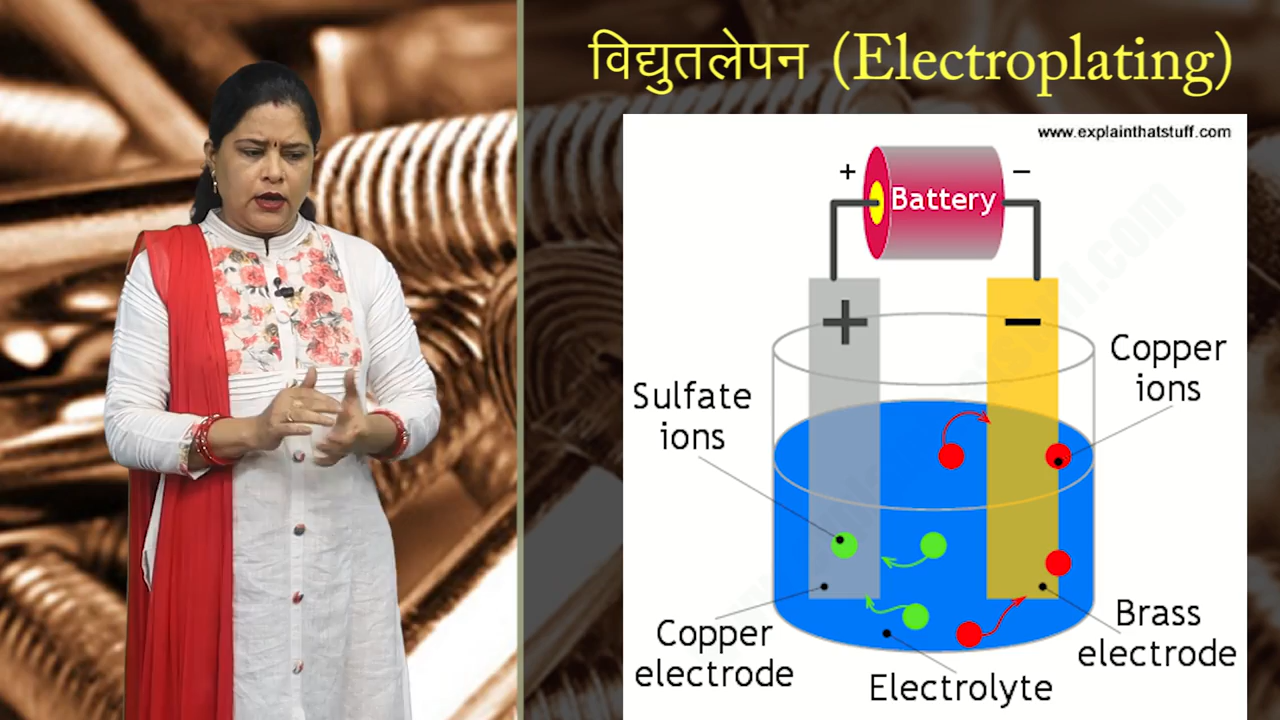 विद्युतलेपन (Electroplating)
www.explainthatstuff.com
+
Battery
−
+
−
Copper
ions
Sulfate
ions
Copper
electrode
Electrolyte
Brass
electrode